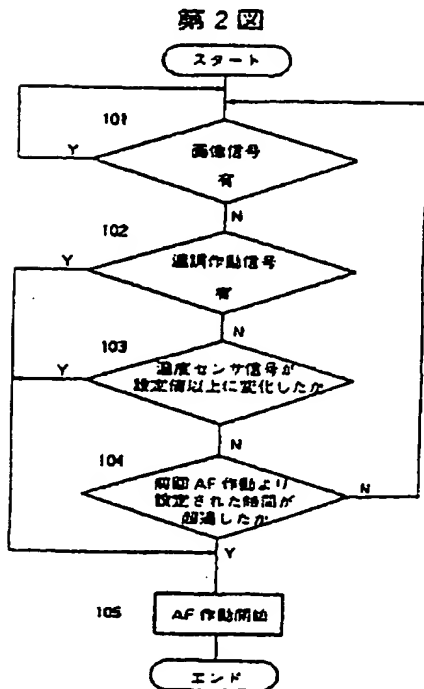 第2図
スタート
101
Y
画像信号
有
N
102
Y
温調作動信号
有
N
103
Y
温度センサ信号が
設定値以上に変化したか
N
104
前回AF作動より
設定された時間が
超過したか
N
Y
105
AF作動開始
エンド